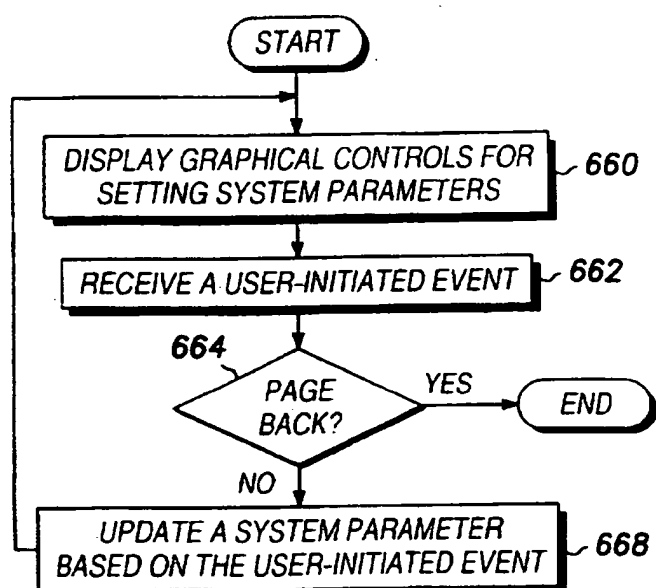 START
DISPLAY GRAPHICAL CONTROLS FOR
SETTING SYSTEM PARAMETERS
660
RECEIVE A USER-INITIATED EVENT
662
664
PAGE
BACK?
YES
END
NO
UPDATE A SYSTEM PARAMETER
BASED ON THE USER-INITIATED EVENT
668